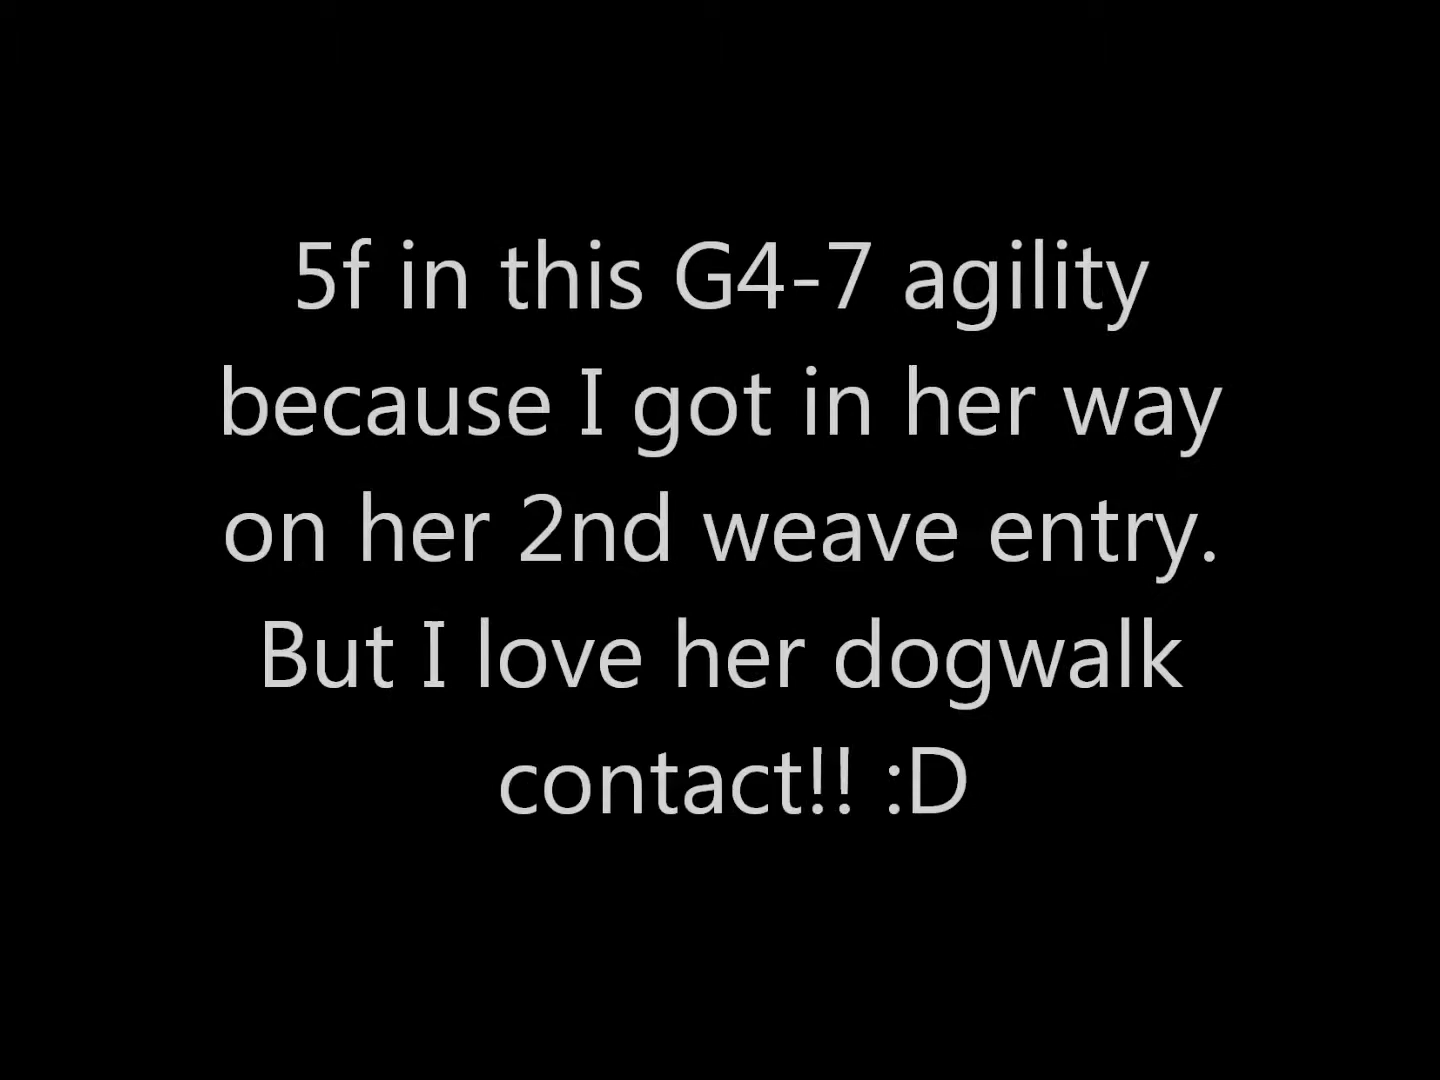 5f in this G4-7 agility
because I got in her way
on her 2nd weave entry.
But I love her dogwalk
contact!! :D